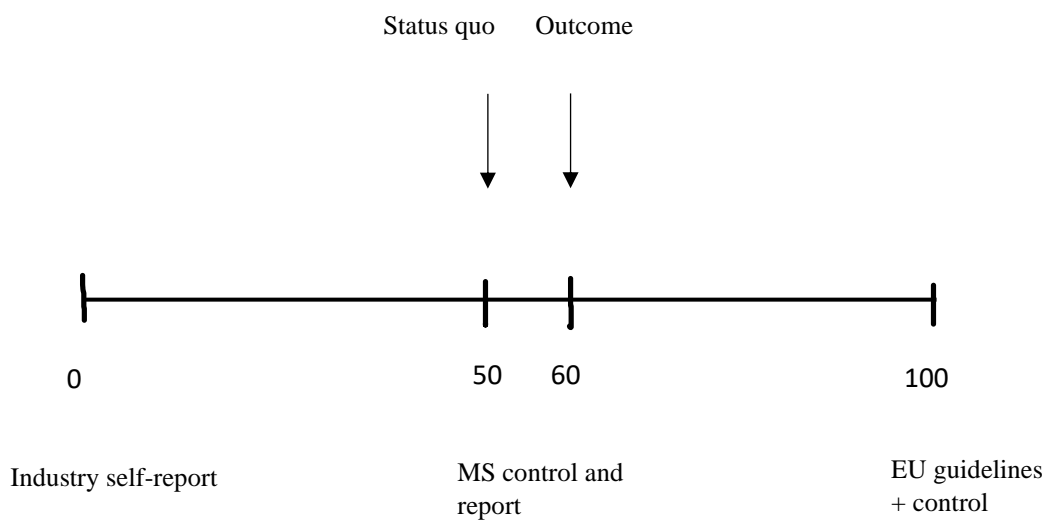 Status quo Outcome
0 50 60 100
Industry self-report MS control and EU guidelines
report + control